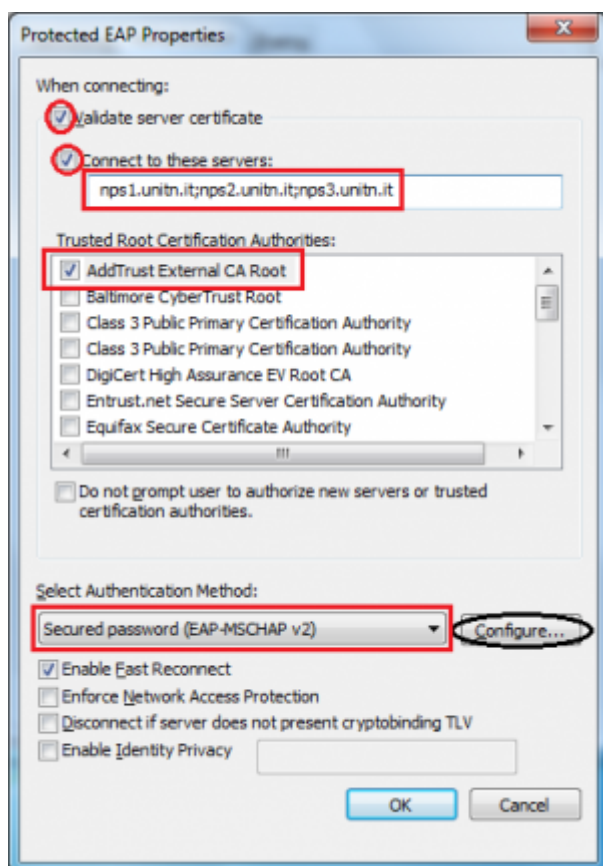 Protected EAP Properties
When connecting:
Validate server certificate
Connect to these servers:
nps1.unitn.it;nps2.unitn.it;nps3.unitn.it
Trusted Root Certification Authorities:
AddTrust External CA Root
Baltimore CyberTrust Root
Class 3 Public Primary Certification Authority
Class 3 Public Primary Certification Authority
DigiCert High Assurance EV Root CA
Entrust.net Secure Server Certification Authority
Equifax Secure Certificate Authority
Do not prompt user to authorize new servers or trusted
certification authorities.
Select Authentication Method:
Secured password (EAP-MSCHAP v2)
Configure...
Enable Fast Reconnect
Enforce Network Access Protection
Disconnect if server does not present cryptobinding TLV
Enable Identity Privacy
OK Cancel